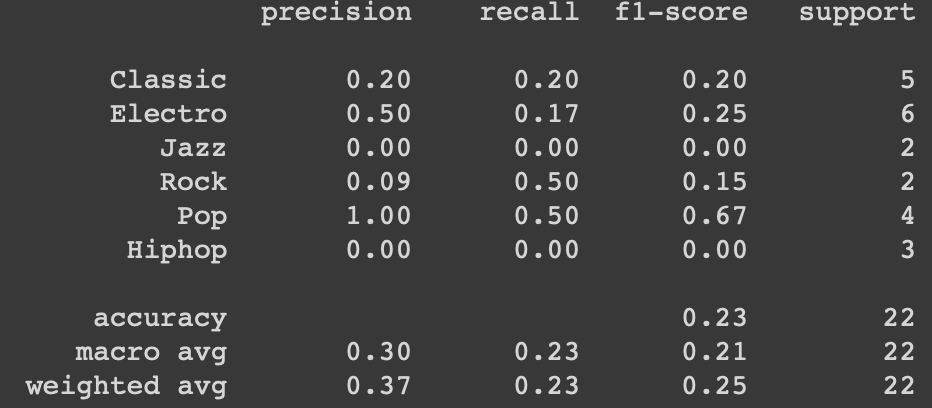 precision recall f1-score support
Classic 0.20 0.20 0.20 5
Electro 0.50 0.17 0.25 6
Jazz 0.00 0.00 0.00 2
Rock 0.09 0.50 0.15 2
Pop 1.00 0.50 0.67 4
Hiphop 0.00 0.00 0.00 3
accuracy 0.23 22
macro avg 0.30 0.23 0.21 22
weighted avg 0.37 0.23 0.25 22